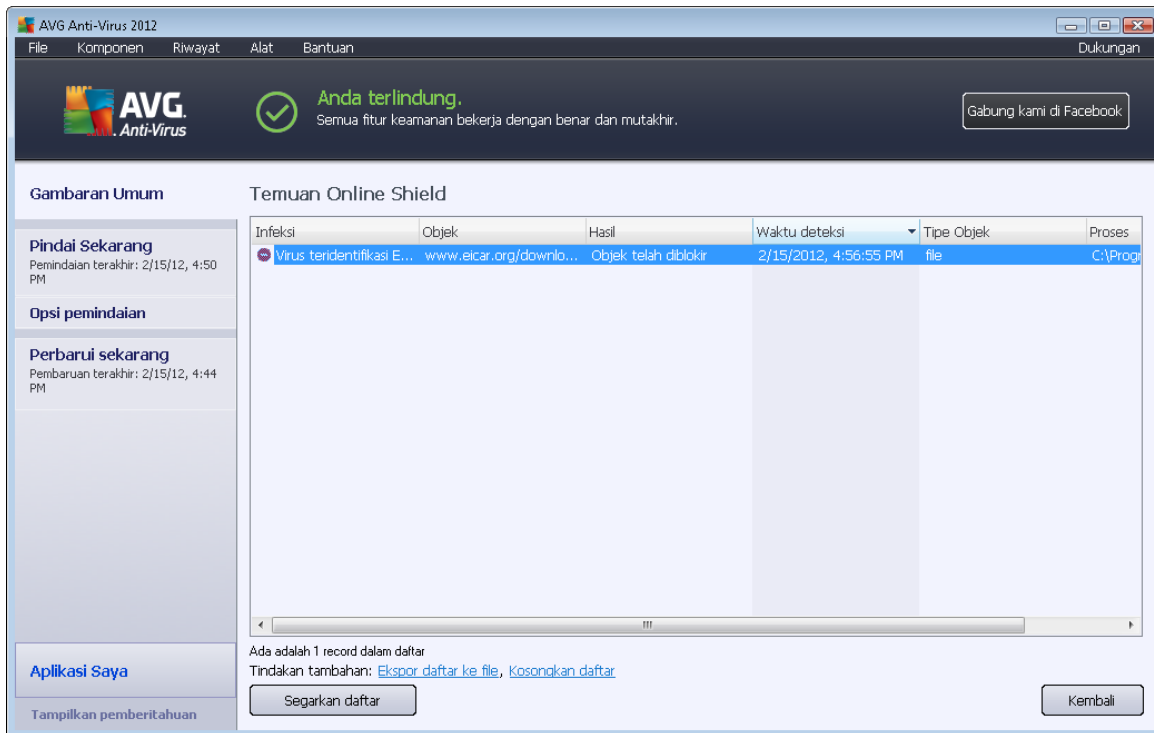 AVG Anti-Virus 2012
File Komponen Riwayat Alat Bantuan Dukungan
AVG.
Anti-Virus
Anda terlindung.
Semua fitur keamanan bekerja dengan benar dan mutakhir.
Gabung kami di Facebook
Gambaran Umum
Pindai Sekarang
Pemindaian terakhir: 2/15/12, 4:50
PM
Opsi pemindaian
Perbarui sekarang
Pembaruan terakhir: 2/15/12, 4:44
PM
Aplikasi Saya
Tampilkan pemberitahuan
Temuan Online Shield
Infeksi Objek Hasil Waktu deteksi Tipe Objek Proses
Virus teridentifikasi E... www.eicar.org/downlo... Objek telah diblokir 2/15/2012, 4:56:55 PM file C:\Progr
Ada adalah 1 record dalam daftar
Tindakan tambahan: Ekspor daftar ke file, Kosongkan daftar
Segarkan daftar
Kembali